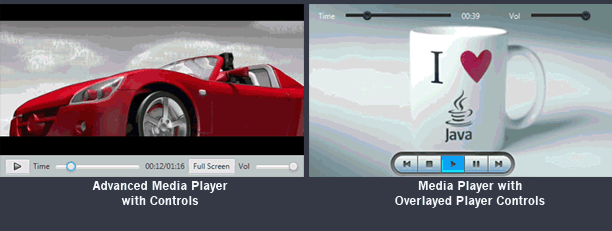 Time 00:12/01:16 Full Screen Vol
Advanced Media Player
with Controls
Time 00:39 Vol
I
Java
Media Player with
Overlayed Player Controls